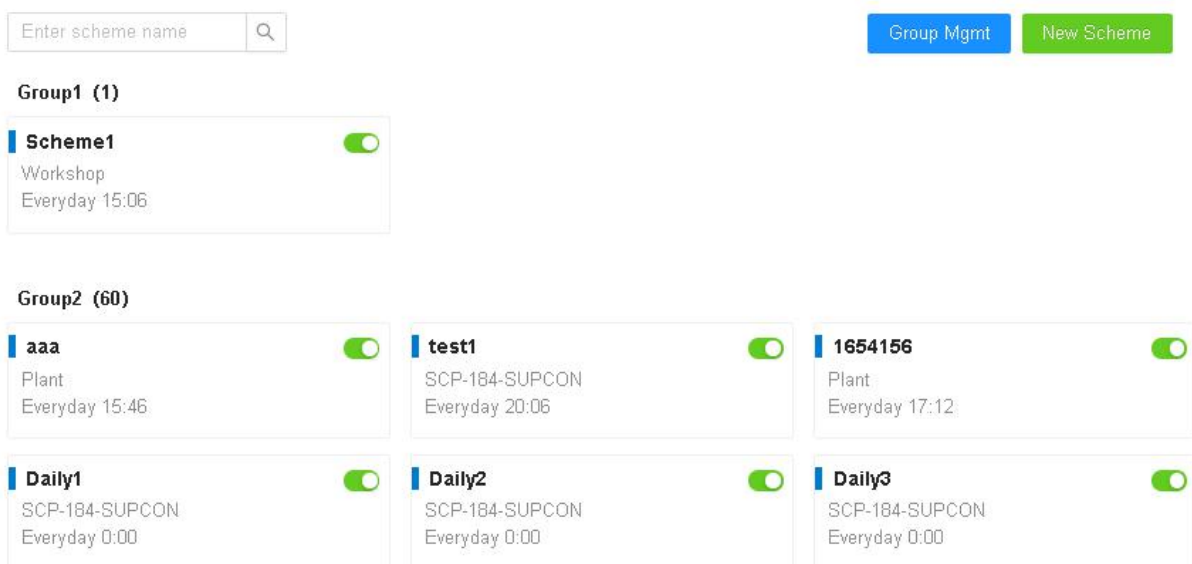 Enter scheme name
Group Mgmt New Scheme
Group1 (1)
Scheme1
Workshop
Everyday 15:06
Group2 (60)
aaa
Plant
Everyday 15:46
test1
SCP-184-SUPCON
Everyday 20:06
1654156
Plant
Everyday 17:12
Daily1
SCP-184-SUPCON
Everyday 0:00
Daily2
SCP-184-SUPCON
Everyday 0:00
Daily3
SCP-184-SUPCON
Everyday 0:00